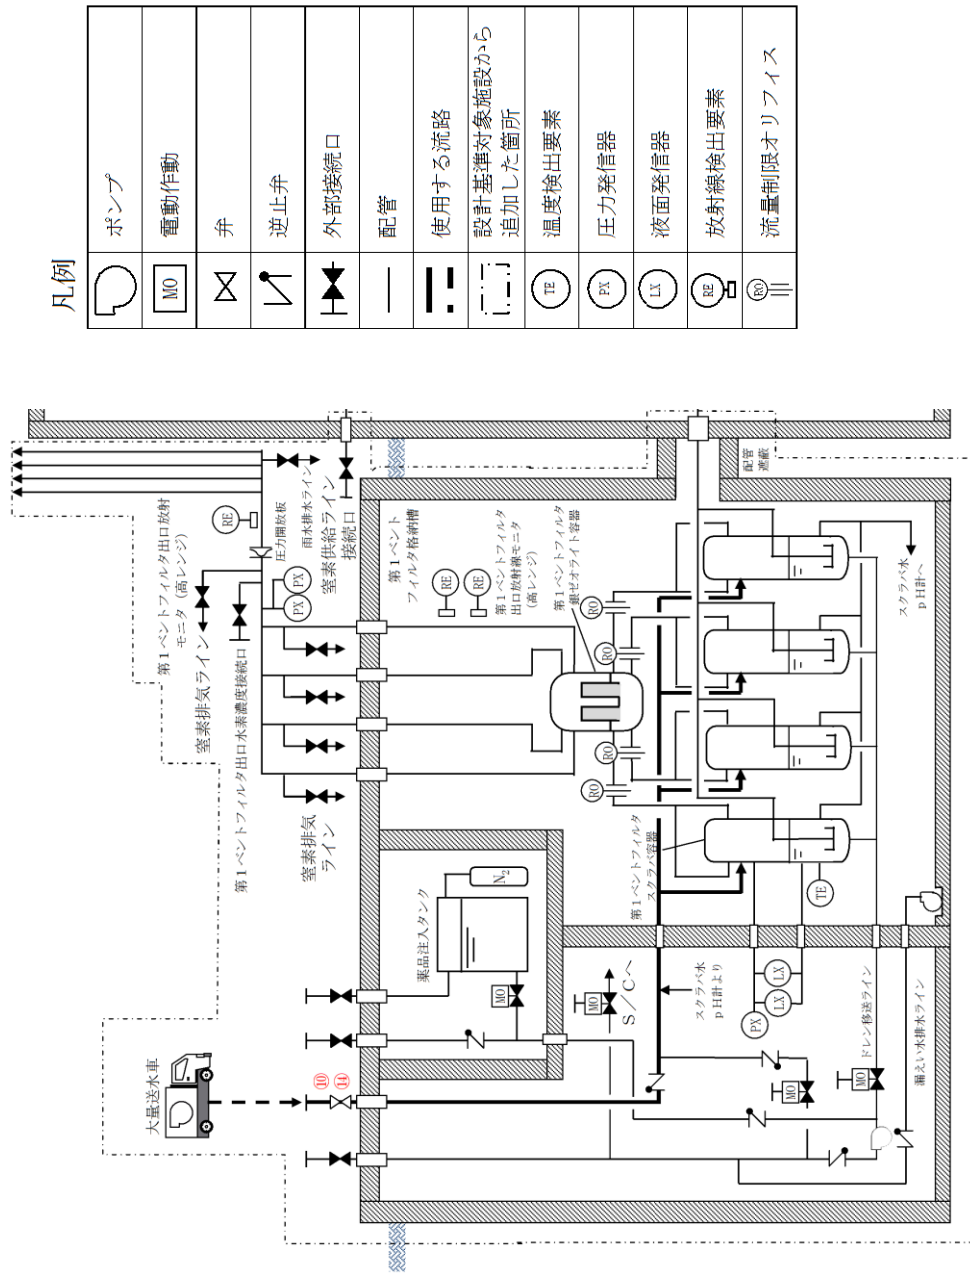 凡例
ポンプ
MO
電動作動
弁
逆止弁
外部接続口
配管
使用する流路
設計基準対象施設から
追加した箇所
TE
温度検出要素
PX
圧力発信器
LX
液面発信器
RE
放射線検出要素
RO
流量制限オリフィス
大量送水車
⑩
⑭
第１ベントフィルタ出口放射
モニタ（高レンジ）
窒素排気ライン
第１ベントフィルタ出口水素濃度接続口
窒素排気
ライン
RE
圧力開放板
雨水排水ライン
PX
PX
窒素供給ライン
接続口
第１ベント
フィルタ格納槽
RE
RE
第１ベントフィルタ
出口放射線モニタ
（高レンジ）
第１ベントフィルタ
銀ゼオライト容器
RO
RO
RO
RO
配管
遮蔽
薬品注入タンク
N₂
MO
MO
S／Cへ
第１ベントフィルタ
スクラバ容器
スクラバ水
pH計より
スクラバ水
pH計へ
TE
PX
LX
LX
MO
MO
ドレン移送ライン
漏えい水排水ライン